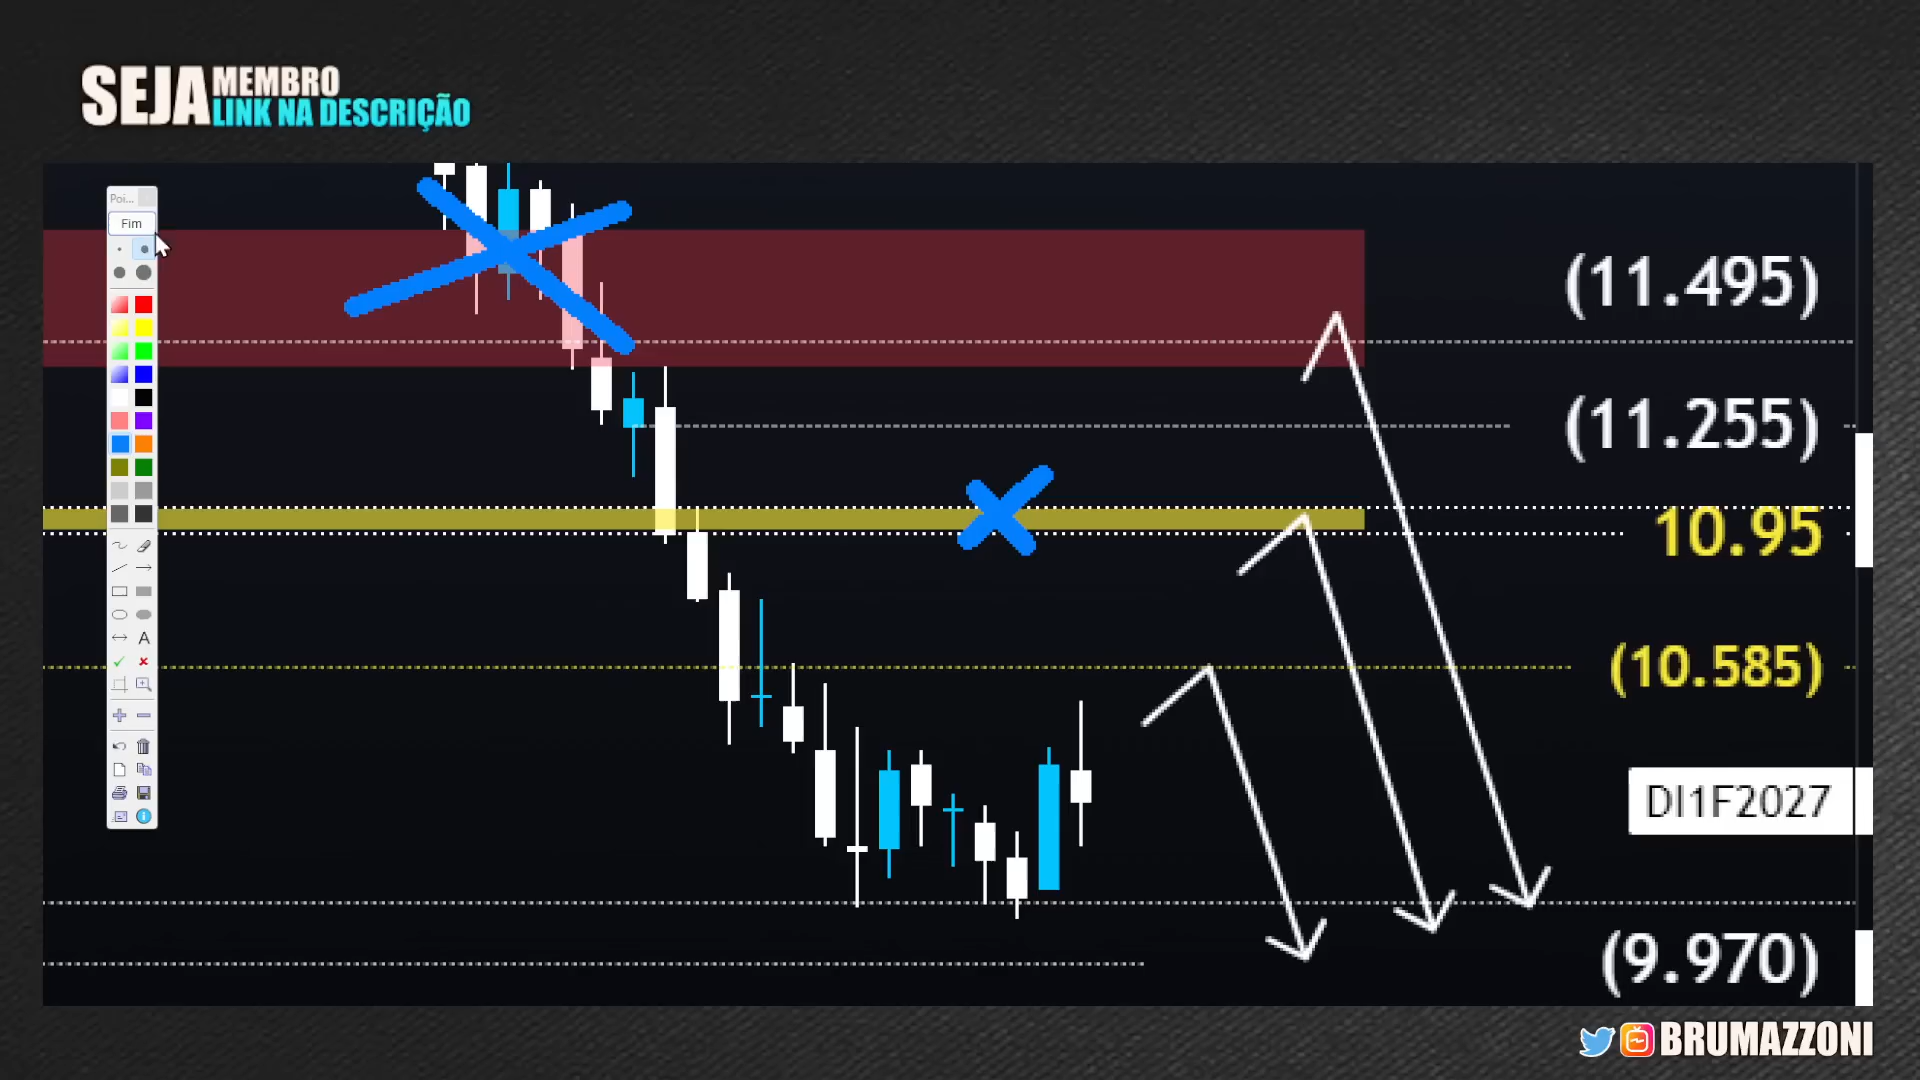 SEJA MEMBRO
LINK NA DESCRIÇÃO
Poi...
Fim
A
(11.495)
(11.255)
10.95
(10.585)
DI1F2027
(9.970)
BRUMAZZONI